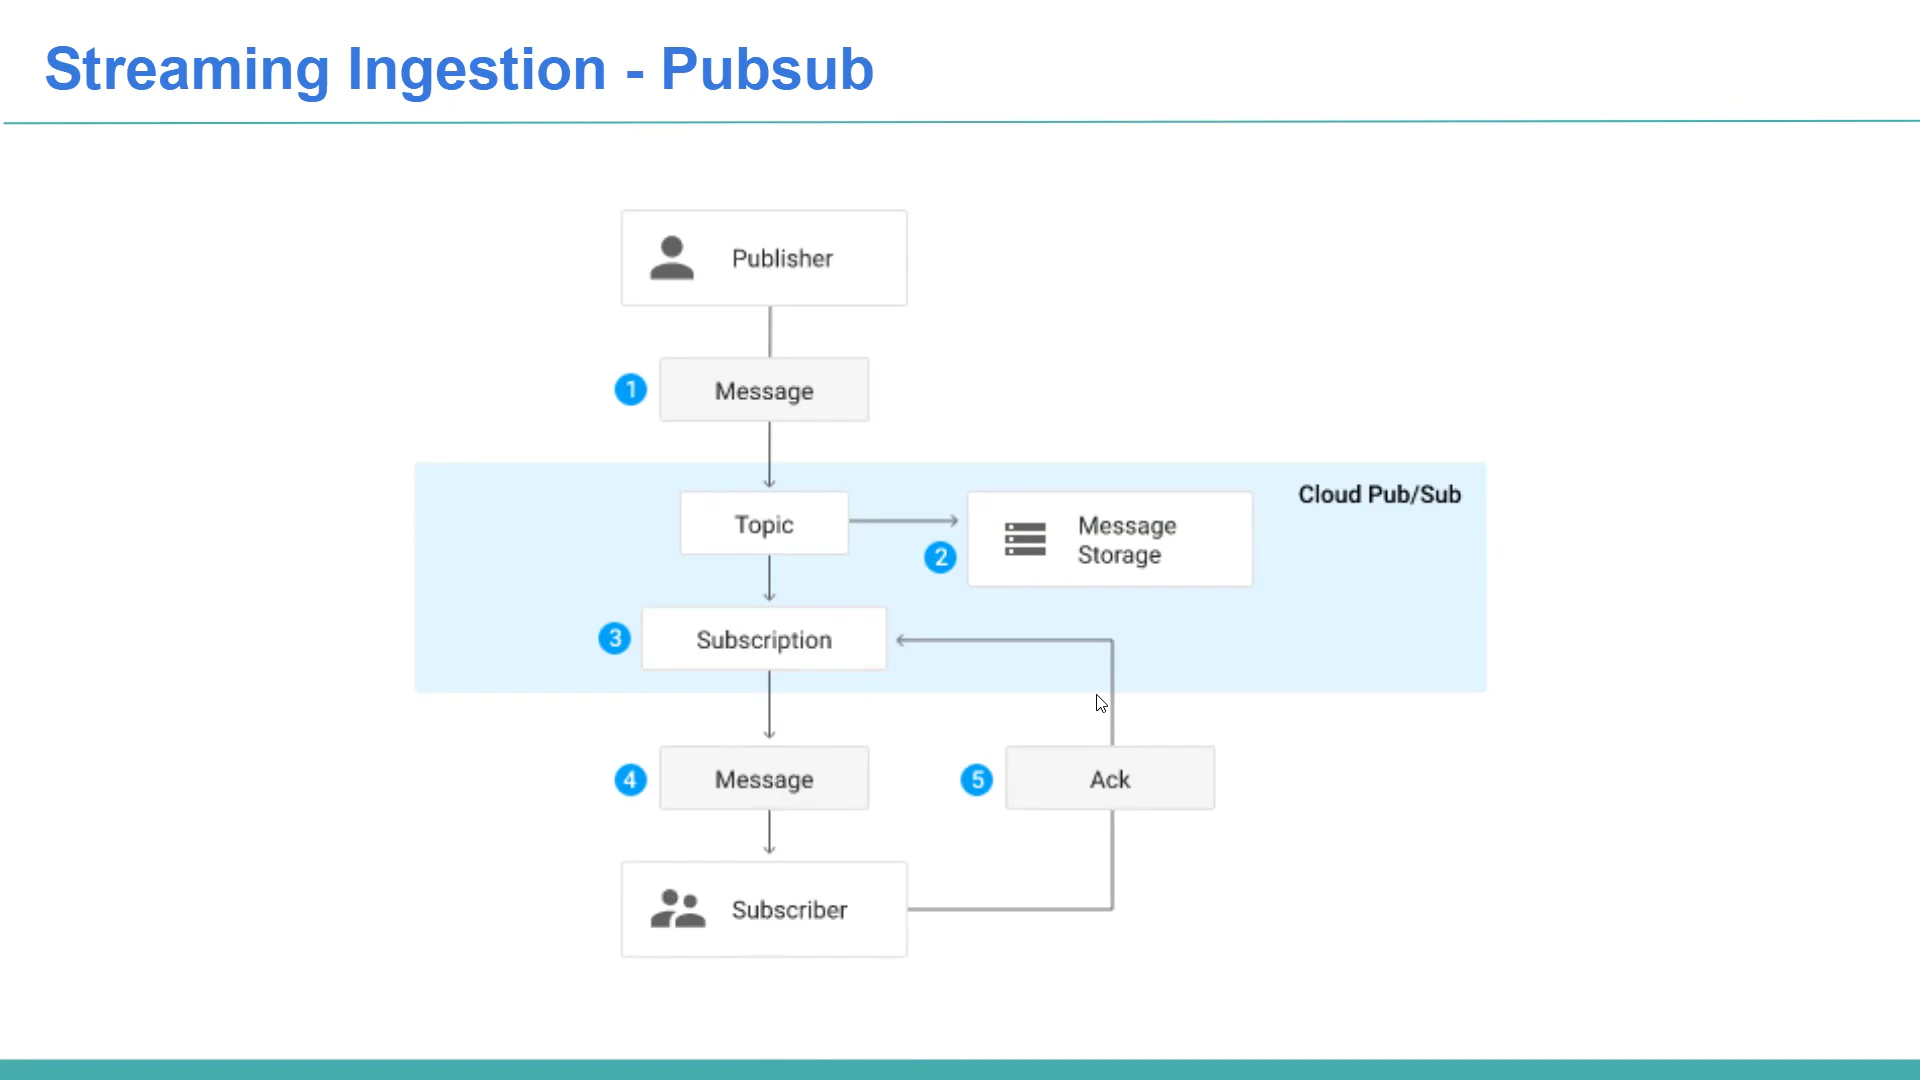 Streaming Ingestion - Pubsub
Publisher
1
Message
Cloud Pub/Sub
Topic
2
Message
Storage
3
Subscription
4
Message
5
Ack
Subscriber